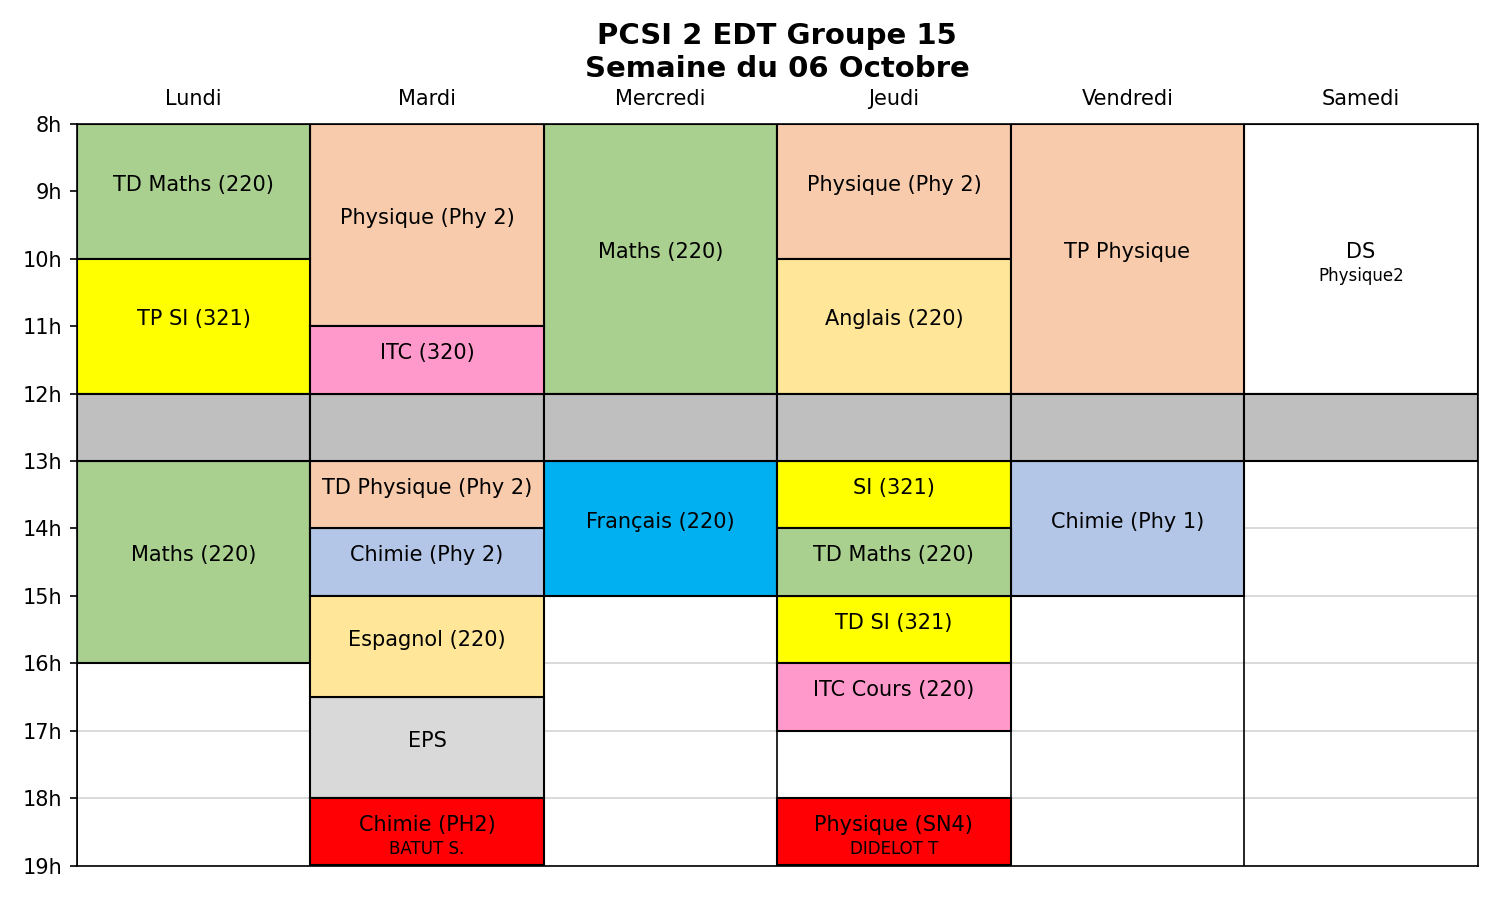 PCSI 2 EDT Groupe 15
Semaine du 06 Octobre
Lundi
Mardi
Mercredi
Jeudi
Vendredi
Samedi
8h
9h
10h
11h
12h
13h
14h
15h
16h
17h
18h
19h
TD Maths (220)
TP SI (321)
Maths (220)
Physique (Phy 2)
ITC (320)
TD Physique (Phy 2)
Chimie (Phy 2)
Espagnol (220)
EPS
Chimie (PH2)
BATUT S.
Maths (220)
Français (220)
Physique (Phy 2)
Anglais (220)
SI (321)
TD Maths (220)
TD SI (321)
ITC Cours (220)
Physique (SN4)
DIDELOT T
TP Physique
Chimie (Phy 1)
DS
Physique2